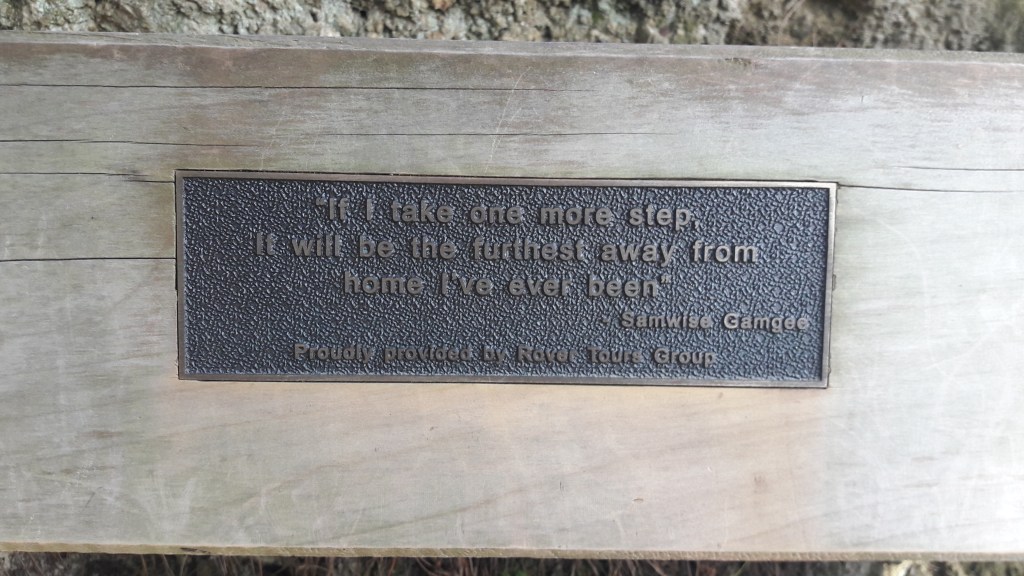 "If I take one more step,
It will be the furthest away from
home I've ever been"
- Samwise Gamgee
Proudly provided by Rover Tours Group